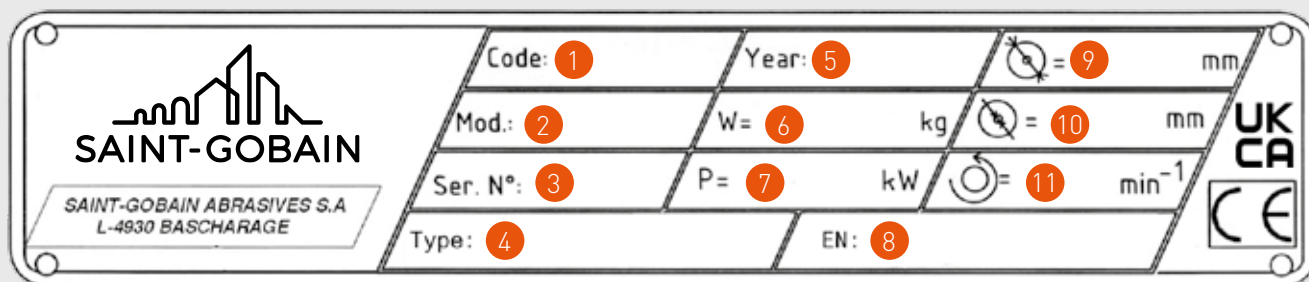 SAINT-GOBAIN
SAINT-GOBAIN ABRASIVES S.A
L-4930 BASCHARAGE
Code: 1 Year: 5 = 9 mm
Mod.: 2 W= 6 kg = 10 mm
Ser. N°: 3 P= 7 kW = 11 min⁻¹
Type: 4 EN: 8
UK
CA
CE